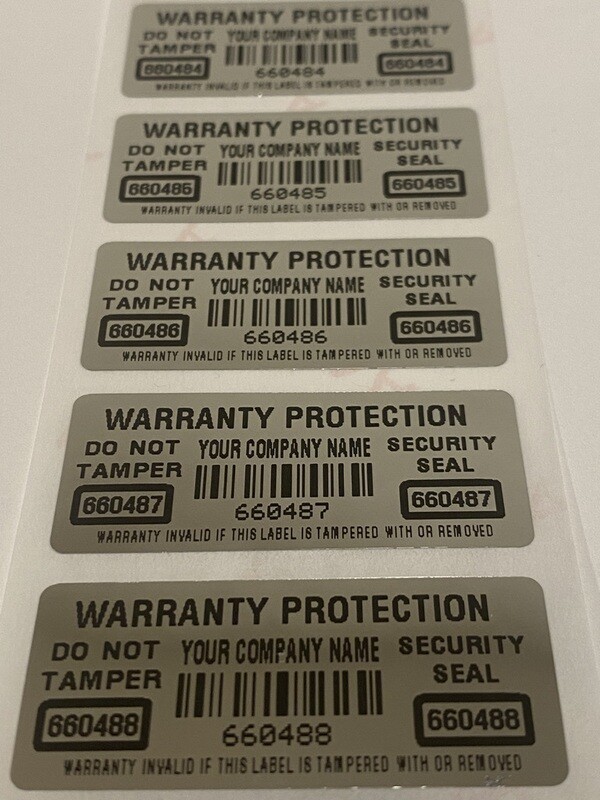 WARRANTY PROTECTION
DO NOT TAMPER YOUR COMPANY NAME SECURITY SEAL
660484 660484 660484
WARRANTY INVALID IF THIS LABEL IS TAMPERED WITH OR REMOVED
WARRANTY PROTECTION
DO NOT TAMPER YOUR COMPANY NAME SECURITY SEAL
660485 660485 660485
WARRANTY INVALID IF THIS LABEL IS TAMPERED WITH OR REMOVED
WARRANTY PROTECTION
DO NOT TAMPER YOUR COMPANY NAME SECURITY SEAL
660486 660486 660486
WARRANTY INVALID IF THIS LABEL IS TAMPERED WITH OR REMOVED
WARRANTY PROTECTION
DO NOT TAMPER YOUR COMPANY NAME SECURITY SEAL
660487 660487 660487
WARRANTY INVALID IF THIS LABEL IS TAMPERED WITH OR REMOVED
WARRANTY PROTECTION
DO NOT TAMPER YOUR COMPANY NAME SECURITY SEAL
660488 660488 660488
WARRANTY INVALID IF THIS LABEL IS TAMPERED WITH OR REMOVED